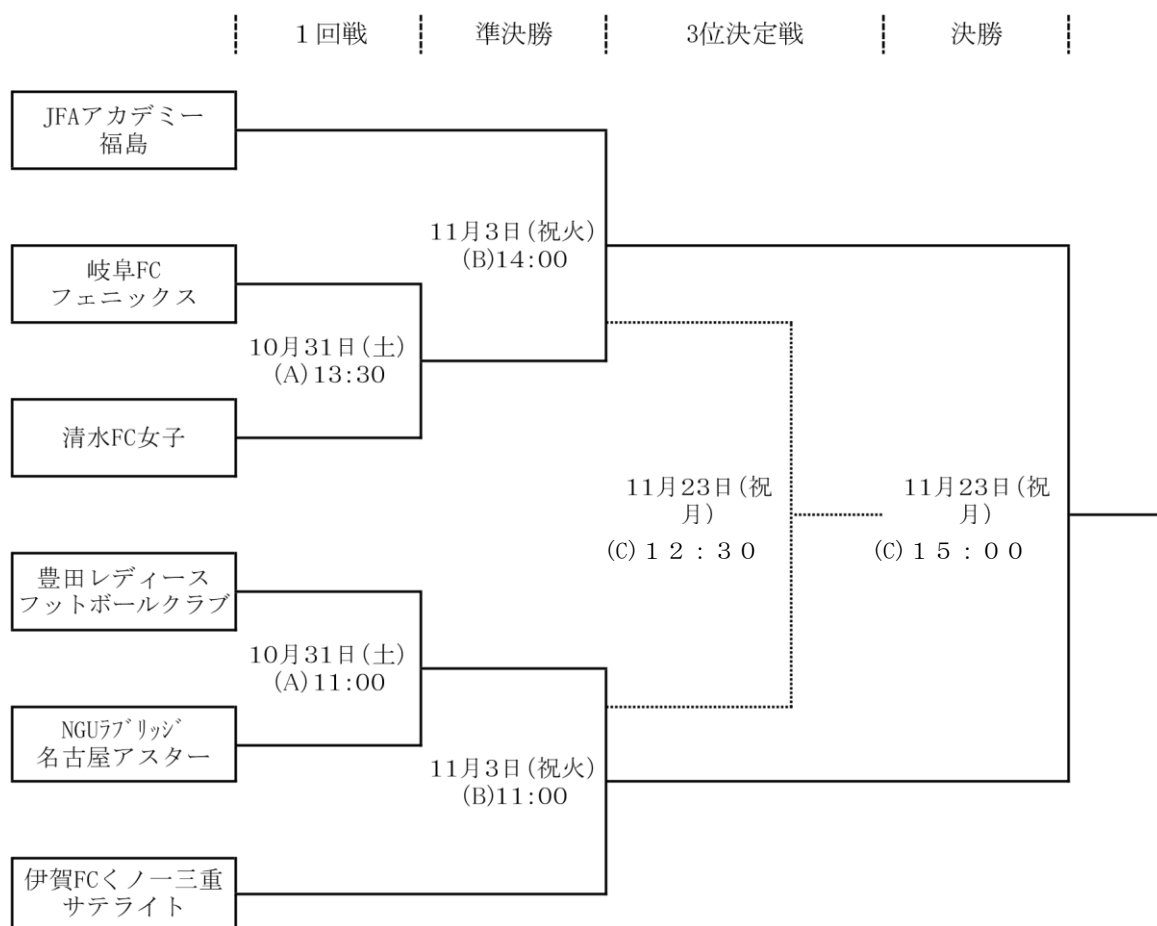 １回戦
準決勝
3位決定戦
決勝
JFAアカデミー
福島
11月3日(祝火)
(B)14:00
岐阜FC
フェニックス
10月31日(土)
(A)13:30
清水FC女子
11月23日(祝
月)
(C)１２：３０
11月23日(祝
月)
(C)１５：００
豊田レディース
フットボールクラブ
10月31日(土)
(A)11:00
NGUﾗﾌﾞﾘｯｼﾞ
名古屋アスター
11月3日(祝火)
(B)11:00
伊賀FCくノ一三重
サテライト